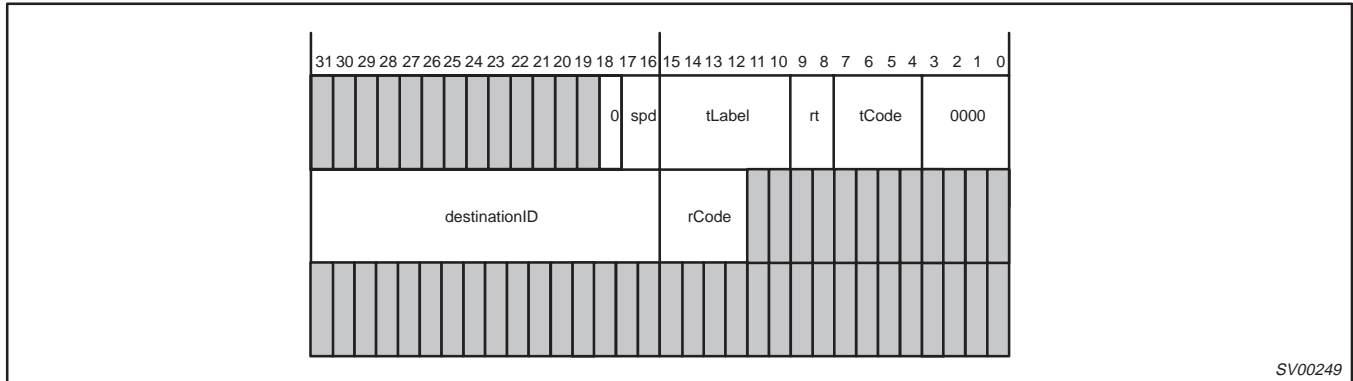 31 30 29 28 27 26 25 24 23 22 21 20 19 18 17 16 15 14 13 12 11 10 9 8 7 6 5 4 3 2 1 0
0 spd tLabel rt tCode 0000
destinationID rCode
SV00249